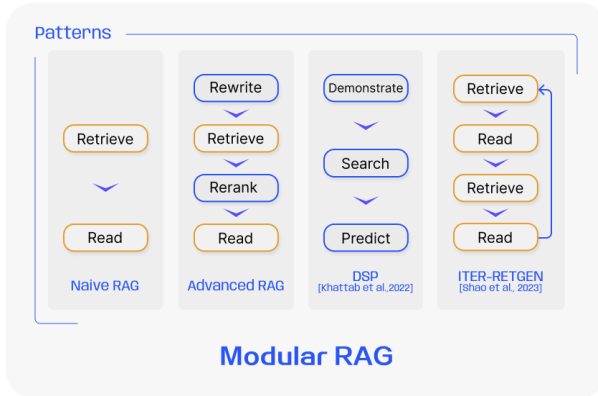 Patterns
Retrieve
Read
Naive RAG
Rewrite
Retrieve
Rerank
Read
Advanced RAG
Demonstrate
Search
Predict
DSP
[Khattab et al.,2022]
Retrieve
Read
Retrieve
Read
ITER-RETGEN
[Shao et al., 2023]
Modular RAG